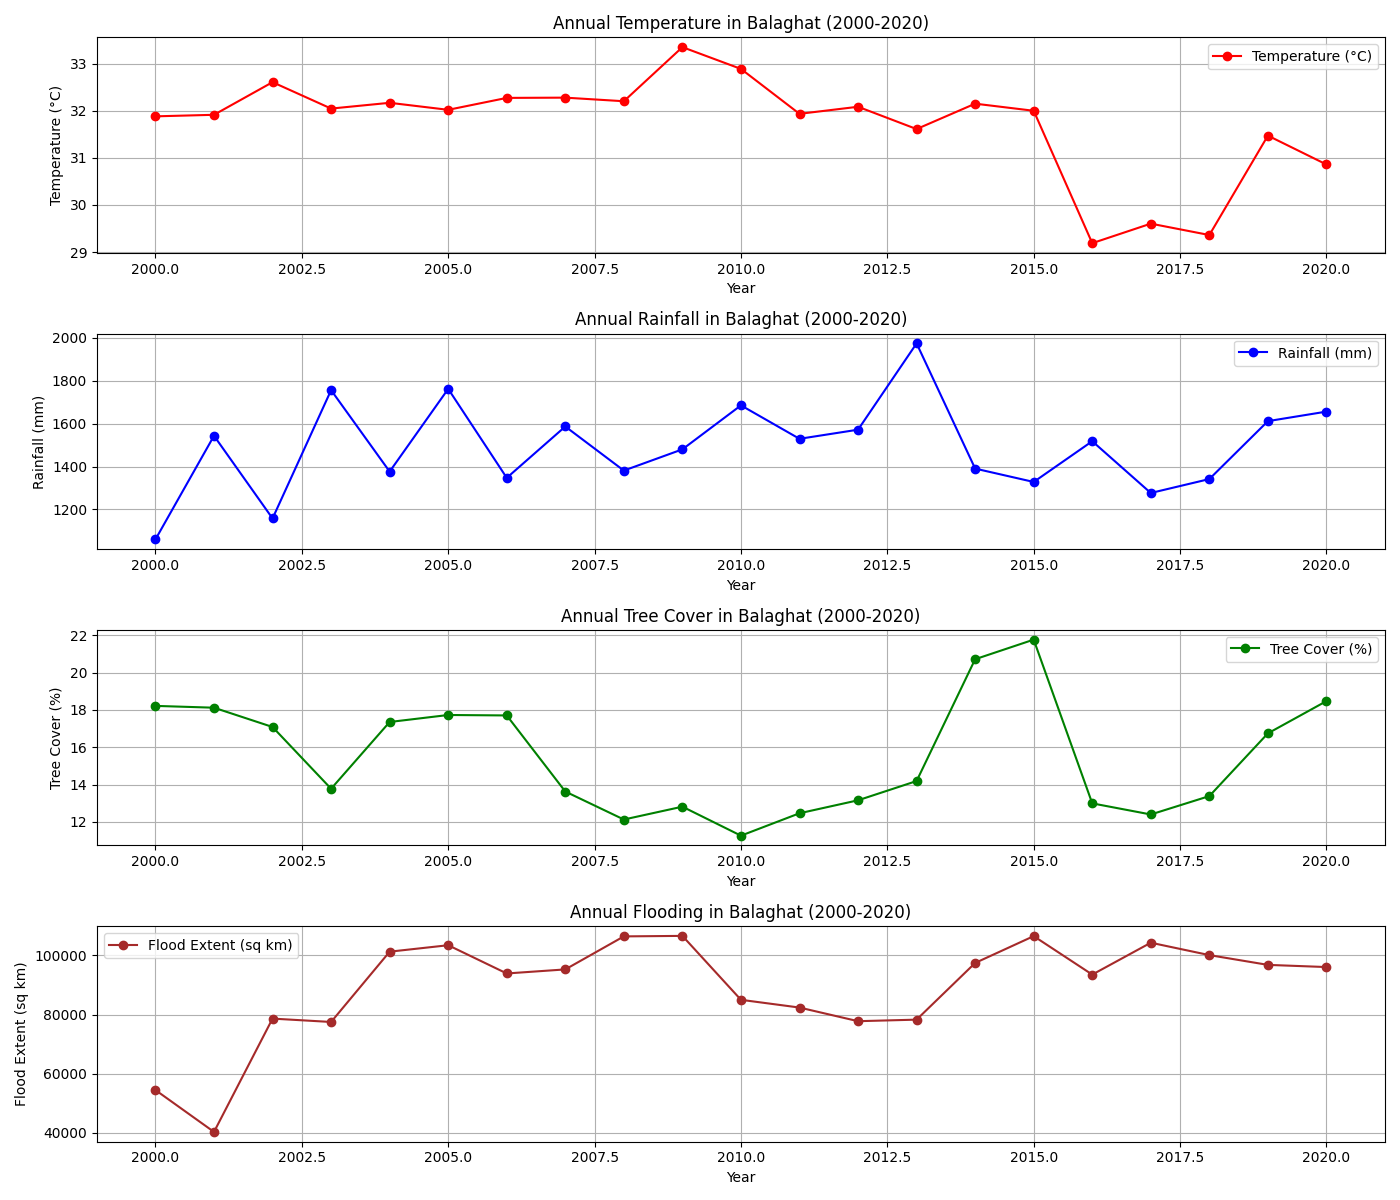 Annual Temperature in Balaghat (2000-2020)
Temperature (°C)
Temperature (°C)
33
32
31
30
29
2000.0 2002.5 2005.0 2007.5 2010.0 2012.5 2015.0 2017.5 2020.0
Year
Annual Rainfall in Balaghat (2000-2020)
Rainfall (mm)
Rainfall (mm)
2000
1800
1600
1400
1200
2000.0 2002.5 2005.0 2007.5 2010.0 2012.5 2015.0 2017.5 2020.0
Year
Annual Tree Cover in Balaghat (2000-2020)
Tree Cover (%)
Tree Cover (%)
22
20
18
16
14
12
2000.0 2002.5 2005.0 2007.5 2010.0 2012.5 2015.0 2017.5 2020.0
Year
Annual Flooding in Balaghat (2000-2020)
Flood Extent (sq km)
Flood Extent (sq km)
100000
80000
60000
40000
2000.0 2002.5 2005.0 2007.5 2010.0 2012.5 2015.0 2017.5 2020.0
Year